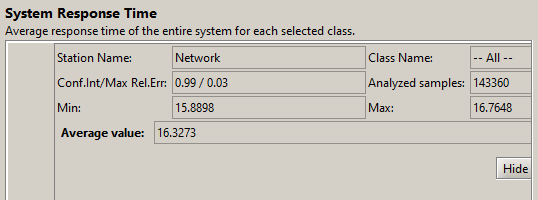 System Response Time
Average response time of the entire system for each selected class.
Station Name: Network Class Name: -- All --
Conf.Int/Max Rel.Err: 0.99 / 0.03 Analyzed samples: 143360
Min: 15.8898 Max: 16.7648
Average value: 16.3273
Hide